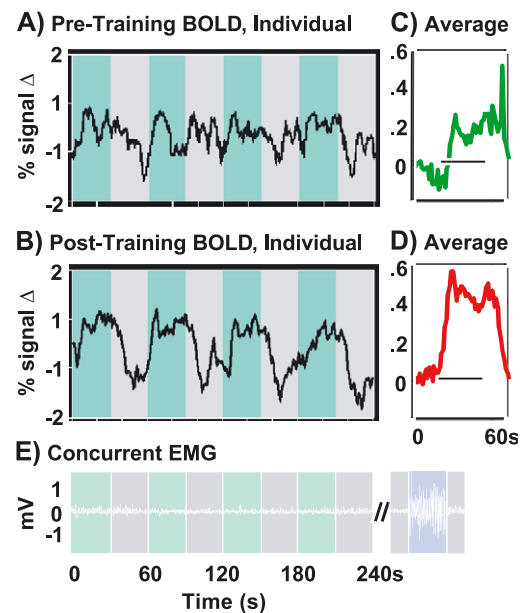 A) Pre-Training BOLD, Individual
C) Average
2
1
-1
-2
% signal Δ
.6
.4
.2
0
B) Post-Training BOLD, Individual
D) Average
2
1
-1
-2
% signal Δ
.6
.4
.2
0
0 60s
E) Concurrent EMG
mV
1
0
-1
//
0 60 120 180 240s
Time (s)